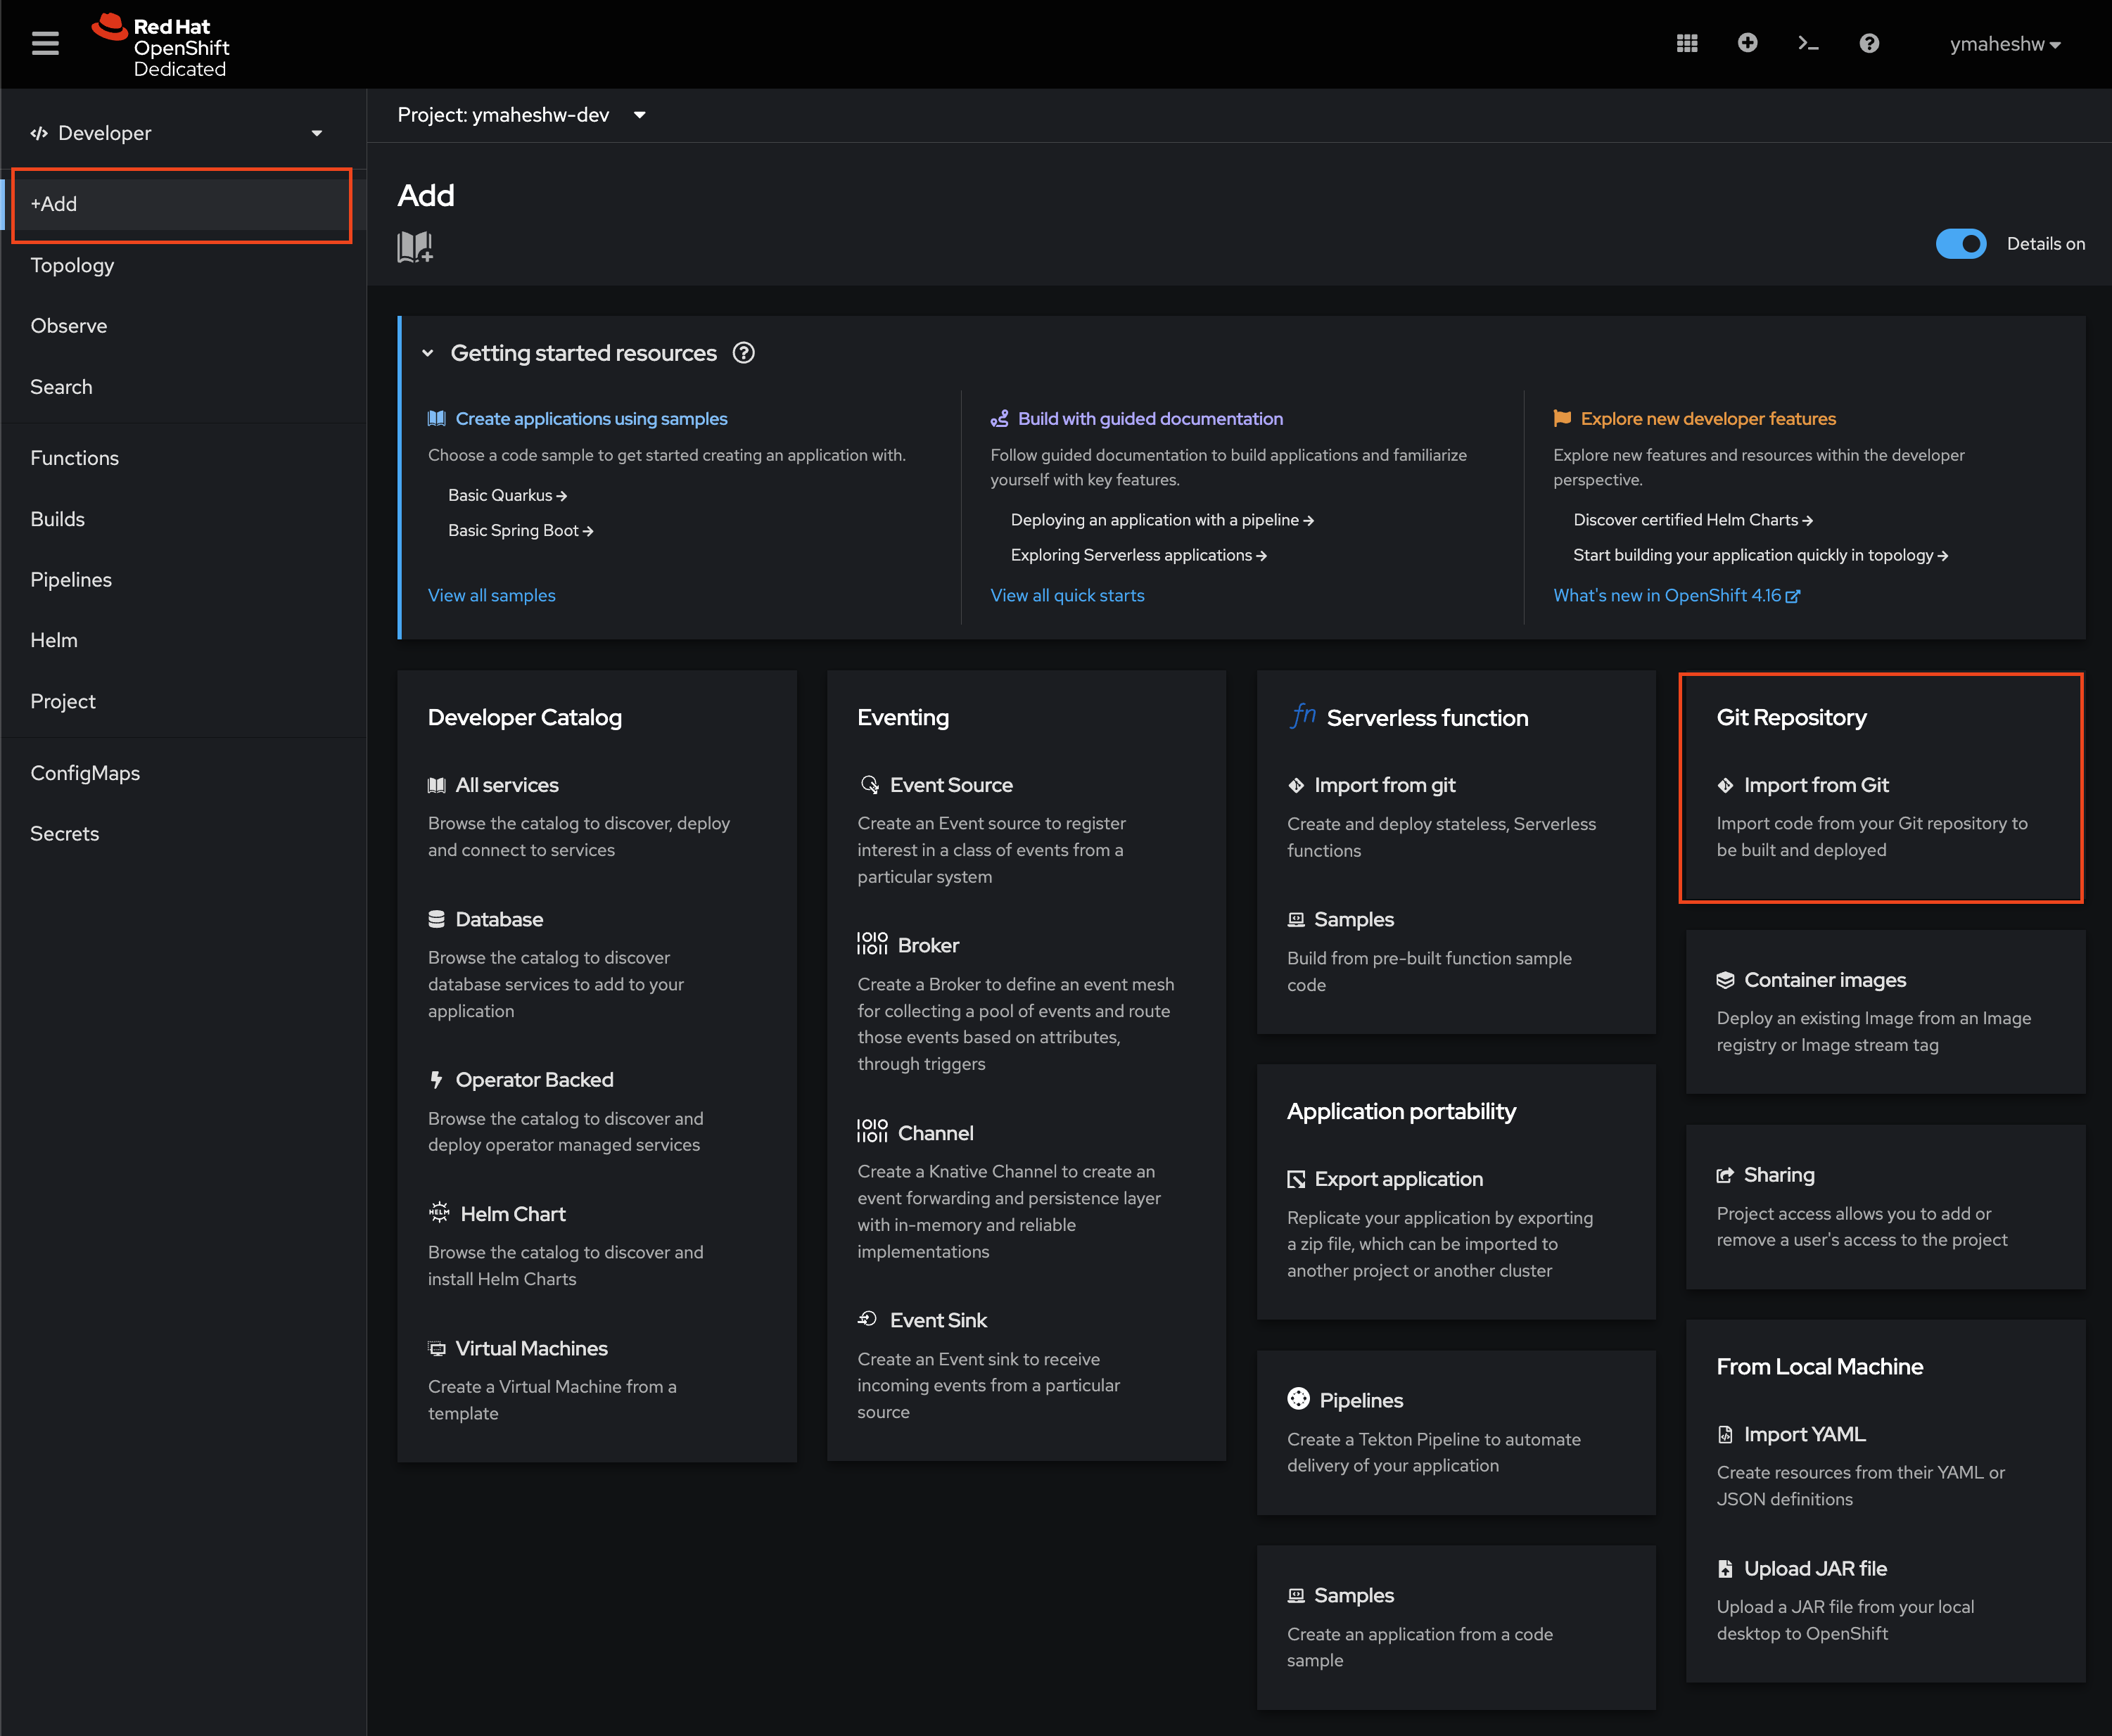 Red Hat
OpenShift
Dedicated
ymaheshw
Developer
+Add
Topology
Observe
Search
Functions
Builds
Pipelines
Helm
Project
ConfigMaps
Secrets
Project: ymaheshw-dev
Add
Details on
Getting started resources
Create applications using samples
Choose a code sample to get started creating an application with.
Basic Quarkus
Basic Spring Boot
View all samples
Build with guided documentation
Follow guided documentation to build applications and familiarize
yourself with key features.
Deploying an application with a pipeline
Exploring Serverless applications
View all quick starts
Explore new developer features
Explore new features and resources within the developer
perspective.
Discover certified Helm Charts
Start building your application quickly in topology
What's new in OpenShift 4.16
Developer Catalog
All services
Browse the catalog to discover, deploy
and connect to services
Database
Browse the catalog to discover
database services to add to your
application
Operator Backed
Browse the catalog to discover and
deploy operator managed services
HELM Helm Chart
Browse the catalog to discover and
install Helm Charts
Virtual Machines
Create a Virtual Machine from a
template
Eventing
Event Source
Create an Event source to register
interest in a class of events from a
particular system
Broker
Create a Broker to define an event mesh
for collecting a pool of events and route
those events based on attributes,
through triggers
Channel
Create a Knative Channel to create an
event forwarding and persistence layer
with in-memory and reliable
implementations
Event Sink
Create an Event sink to receive
incoming events from a particular
source
fn Serverless function
Import from git
Create and deploy stateless, Serverless
functions
Samples
Build from pre-built function sample
code
Application portability
Export application
Replicate your application by exporting
a zip file, which can be imported to
another project or another cluster
Pipelines
Create a Tekton Pipeline to automate
delivery of your application
Samples
Create an application from a code
sample
Git Repository
Import from Git
Import code from your Git repository to
be built and deployed
Container images
Deploy an existing Image from an Image
registry or Image stream tag
Sharing
Project access allows you to add or
remove a user's access to the project
From Local Machine
Import YAML
Create resources from their YAML or
JSON definitions
Upload JAR file
Upload a JAR file from your local
desktop to OpenShift